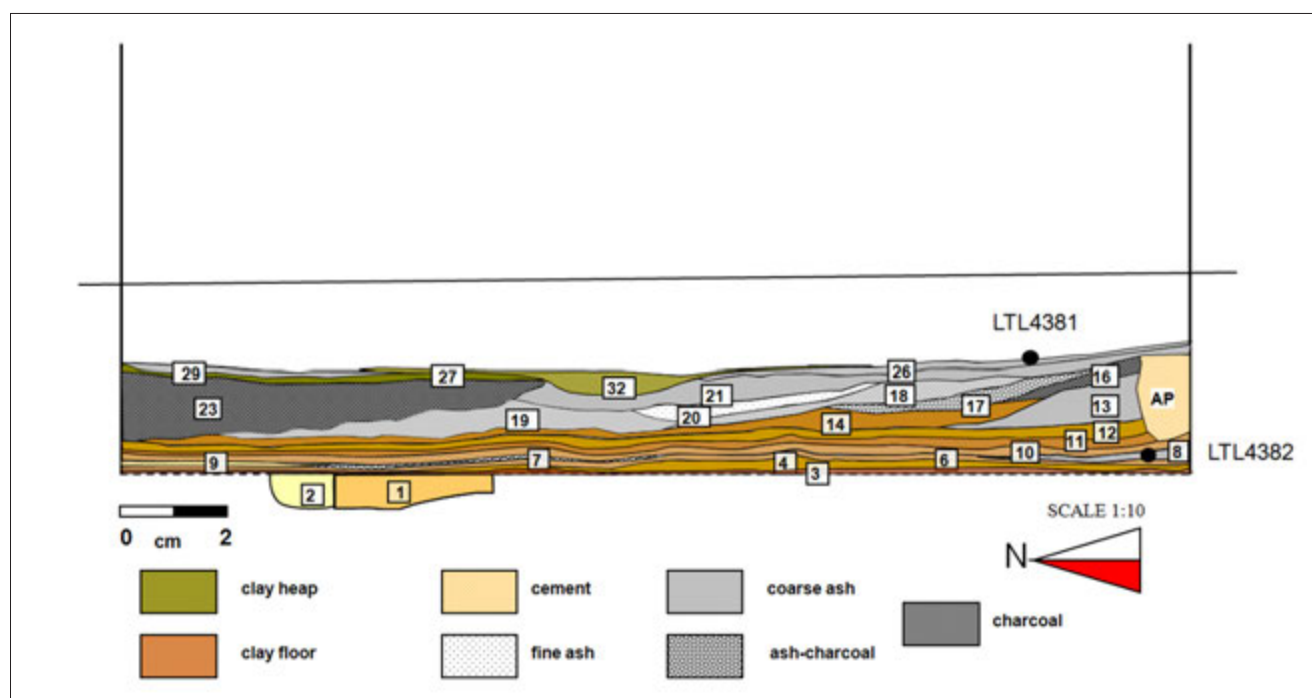 LTL4381
29
27
26
16
32
21
18
23
17
13
AP
20
19
14
12
11
LTL4382
9
7
4
6
10
8
3
2
1
SCALE 1:10
0 cm 2
N
clay heap
cement
coarse ash
charcoal
clay floor
fine ash
ash-charcoal